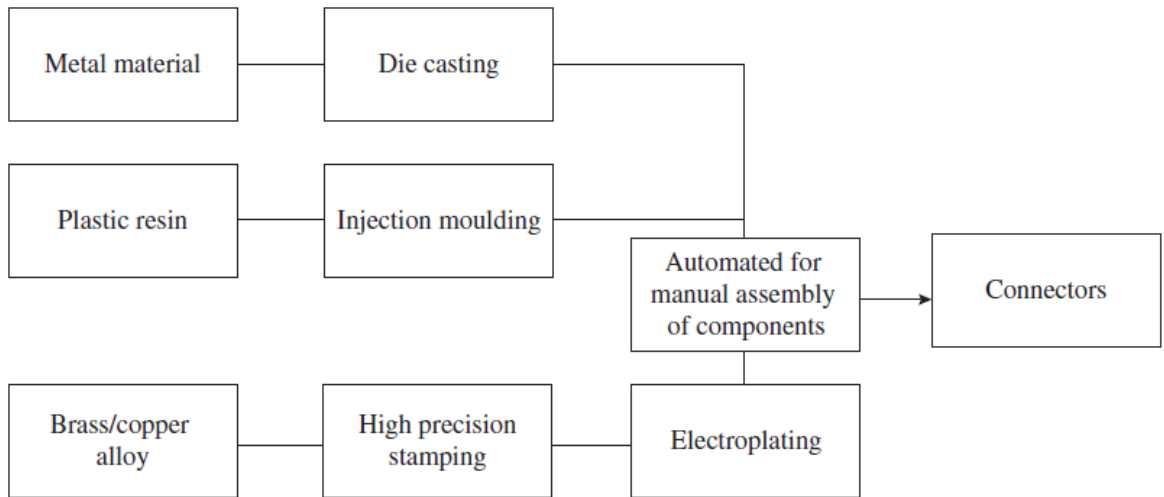 Metal material
Die casting
Plastic resin
Injection moulding
Automated for
manual assembly
of components
Connectors
Brass/copper
alloy
High precision
stamping
Electroplating